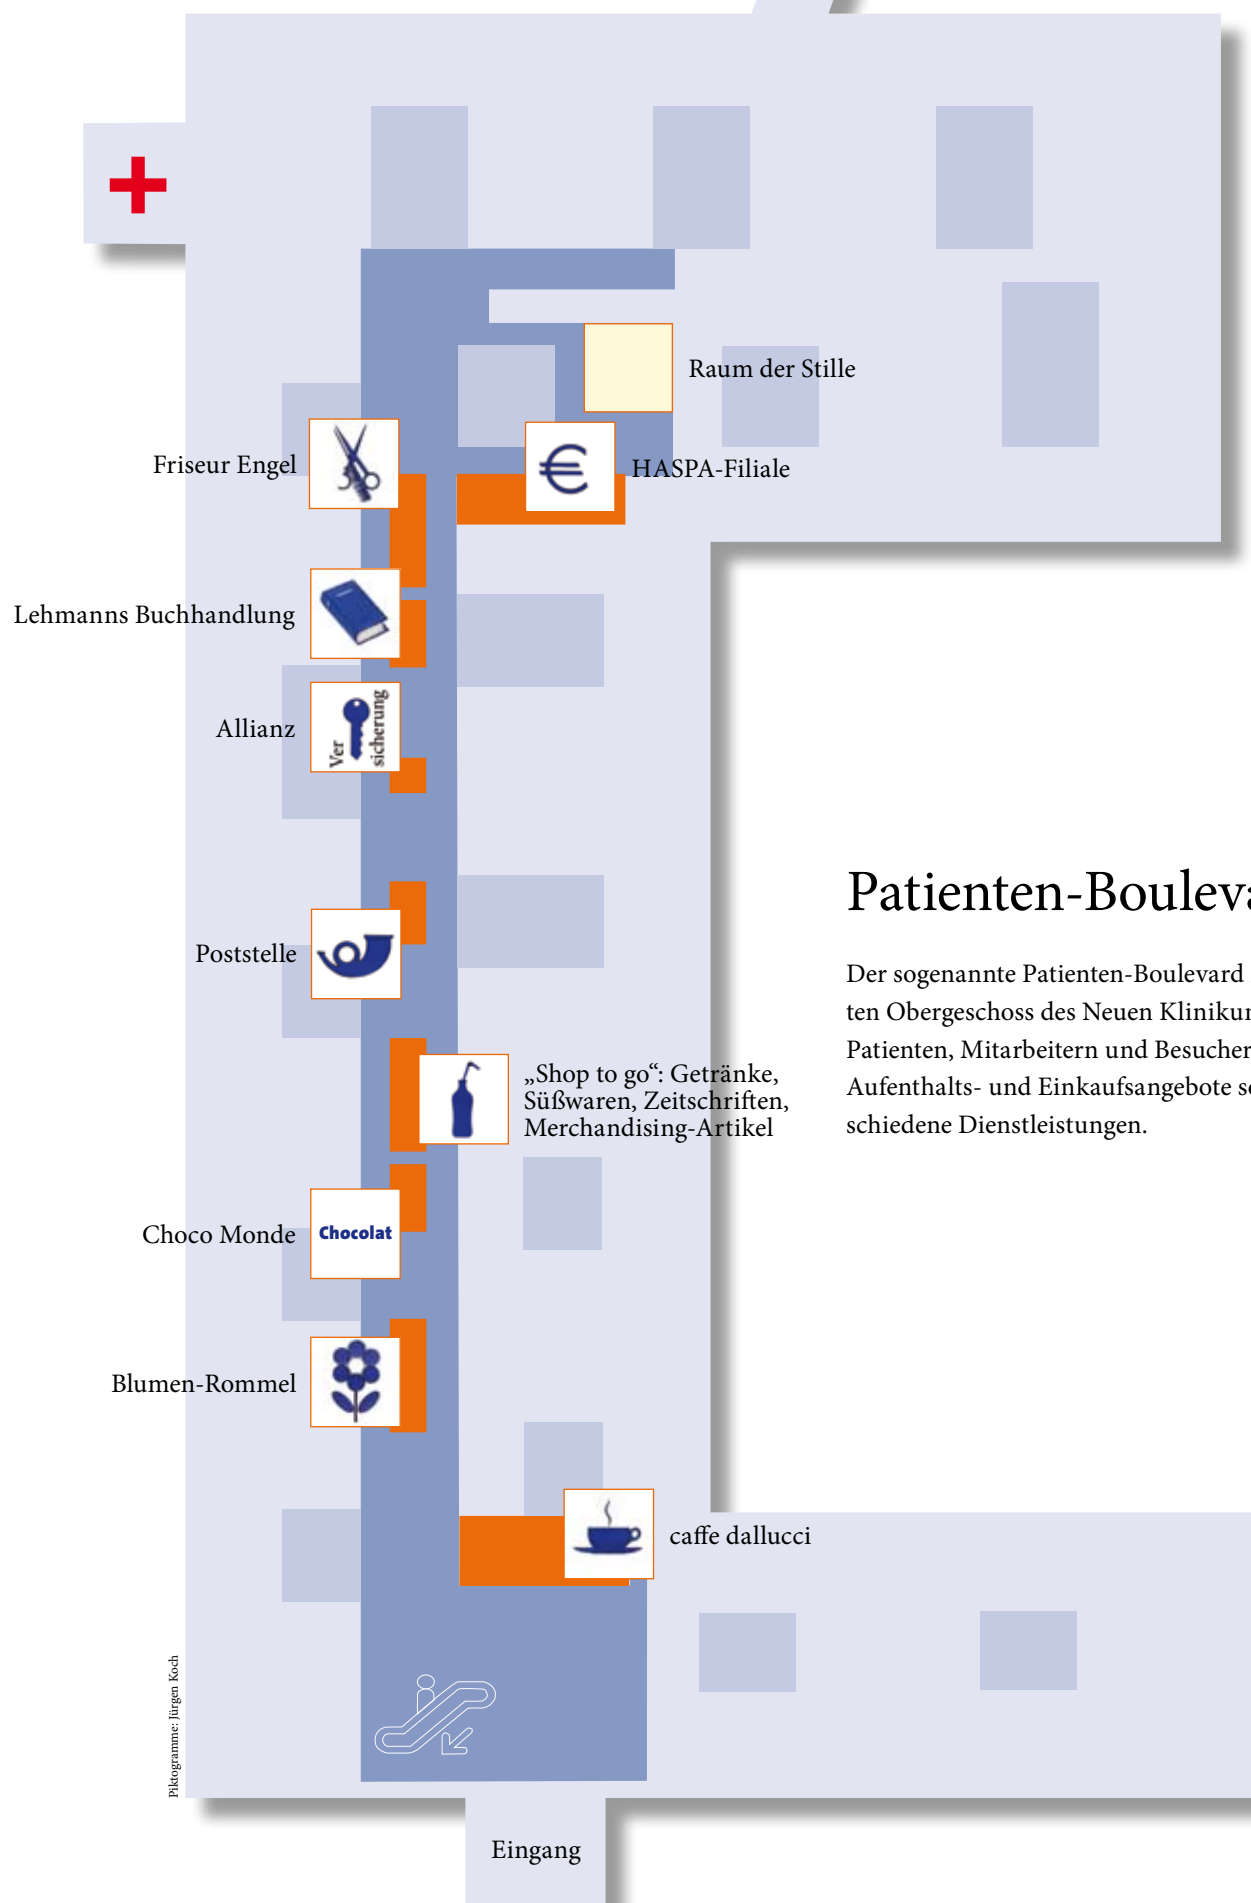 Raum der Stille
Friseur Engel
HASPA-Filiale
Lehmanns Buchhandlung
Allianz
Ver
sicherung
Patienten-Bouleva
Der sogenannte Patienten-Boulevard
ten Obergeschoss des Neuen Klinikum
Patienten, Mitarbeitern und Besucher
Aufenthalts- und Einkaufsangebote so
schiedene Dienstleistungen.
Poststelle
„Shop to go“: Getränke,
Süßwaren, Zeitschriften,
Merchandising-Artikel
Choco Monde
Chocolat
Blumen-Rommel
caffe dallucci
Piktogramme: Jürgen Koch
Eingang